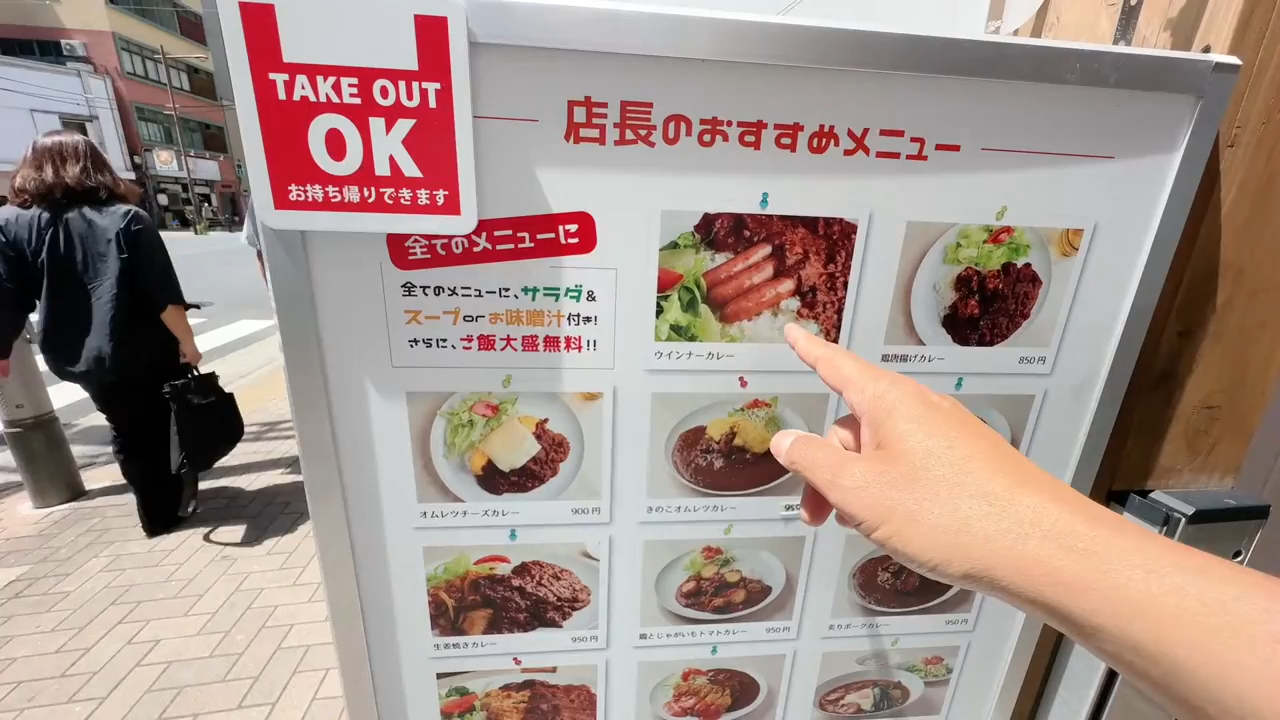 TAKE OUT
OK
お持ち帰りできます
店長のおすすめメニュー
全てのメニューに
全てのメニューに、サラダ&
スープorお味噌汁付き!
さらに、ご飯大盛無料!!
ウインナーカレー
鶏唐揚げカレー 850円
オムレツチーズカレー 900円
きのこオムレツカレー 950
生姜焼きカレー 950円
鶏とじゃがいもトマトカレー 950円
炙りポークカレー 950円